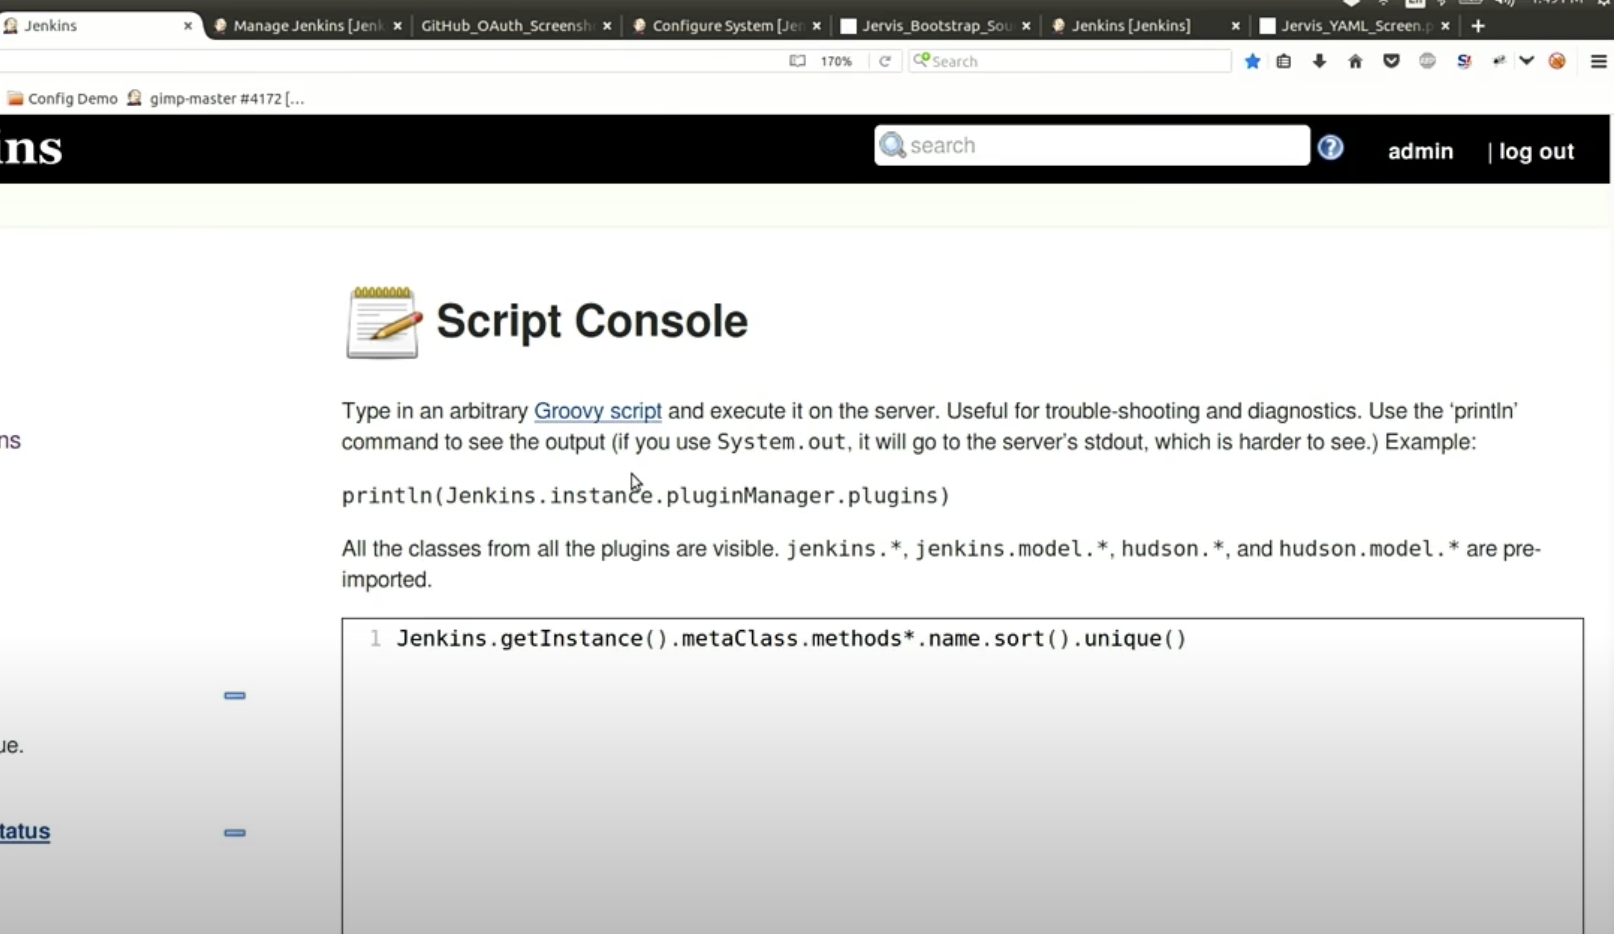 Jenkins
Manage Jenkins [Jenk
GitHub_OAuth_Screensh
Configure System [Jen
Jervis_Bootstrap_Sou
Jenkins [Jenkins]
Jervis_YAML_Screen.p
170%
Search
Config Demo
gimp-master #4172 [...
ins
search
admin
| log out
Script Console
Type in an arbitrary Groovy script and execute it on the server. Useful for trouble-shooting and diagnostics. Use the ‘println’
command to see the output (if you use System.out, it will go to the server’s stdout, which is harder to see.) Example:
ns
println(Jenkins.instance.pluginManager.plugins)
All the classes from all the plugins are visible. jenkins.*, jenkins.model.*, hudson.*, and hudson.model.* are pre-
imported.
1 Jenkins.getInstance().metaClass.methods*.name.sort().unique()
ue.
tatus